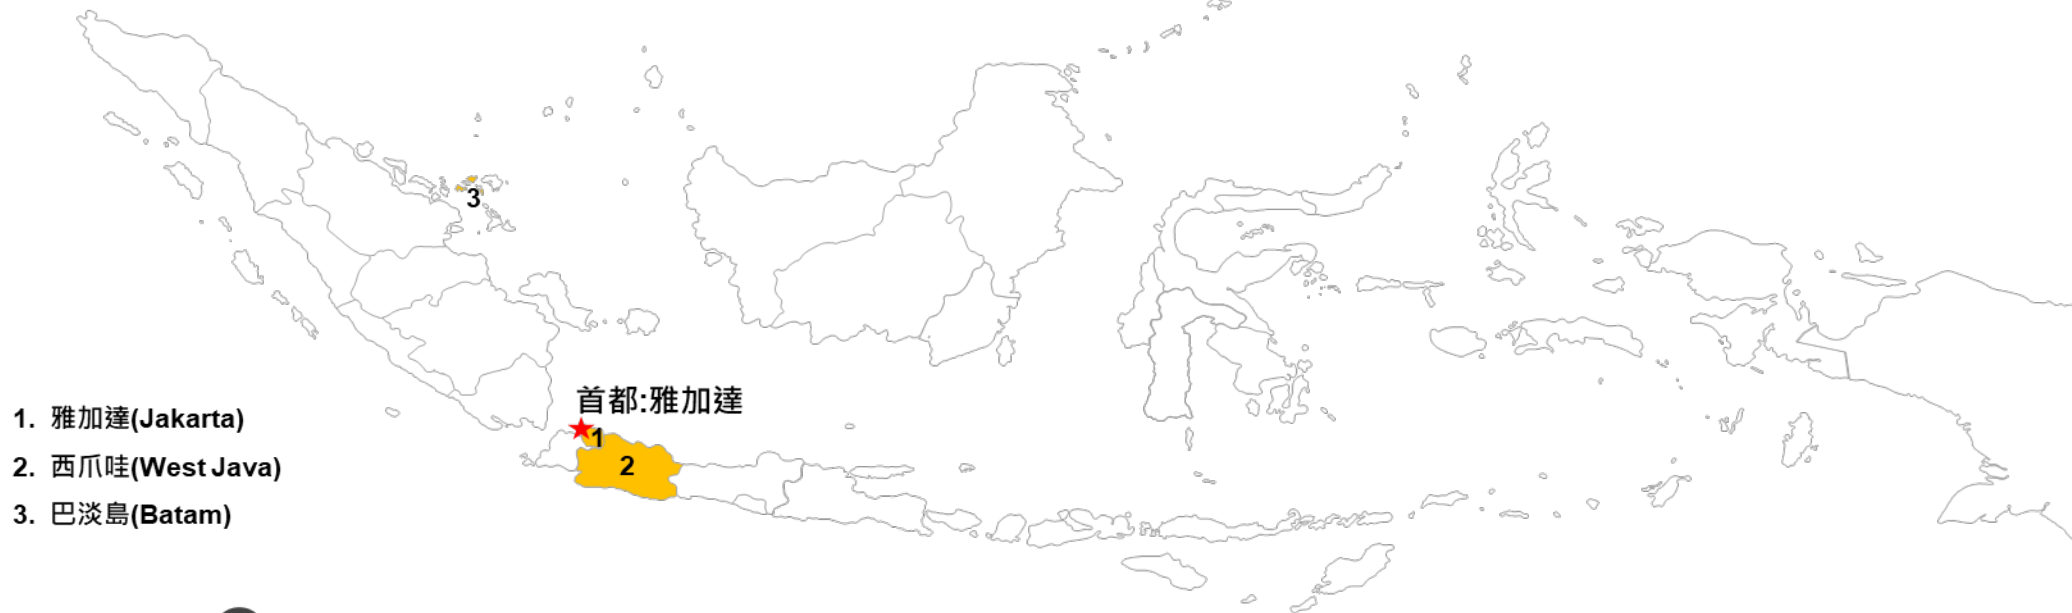 3
首都:雅加達
1
2
1. 雅加達(Jakarta)
2. 西爪哇(West Java)
3. 巴淡島(Batam)